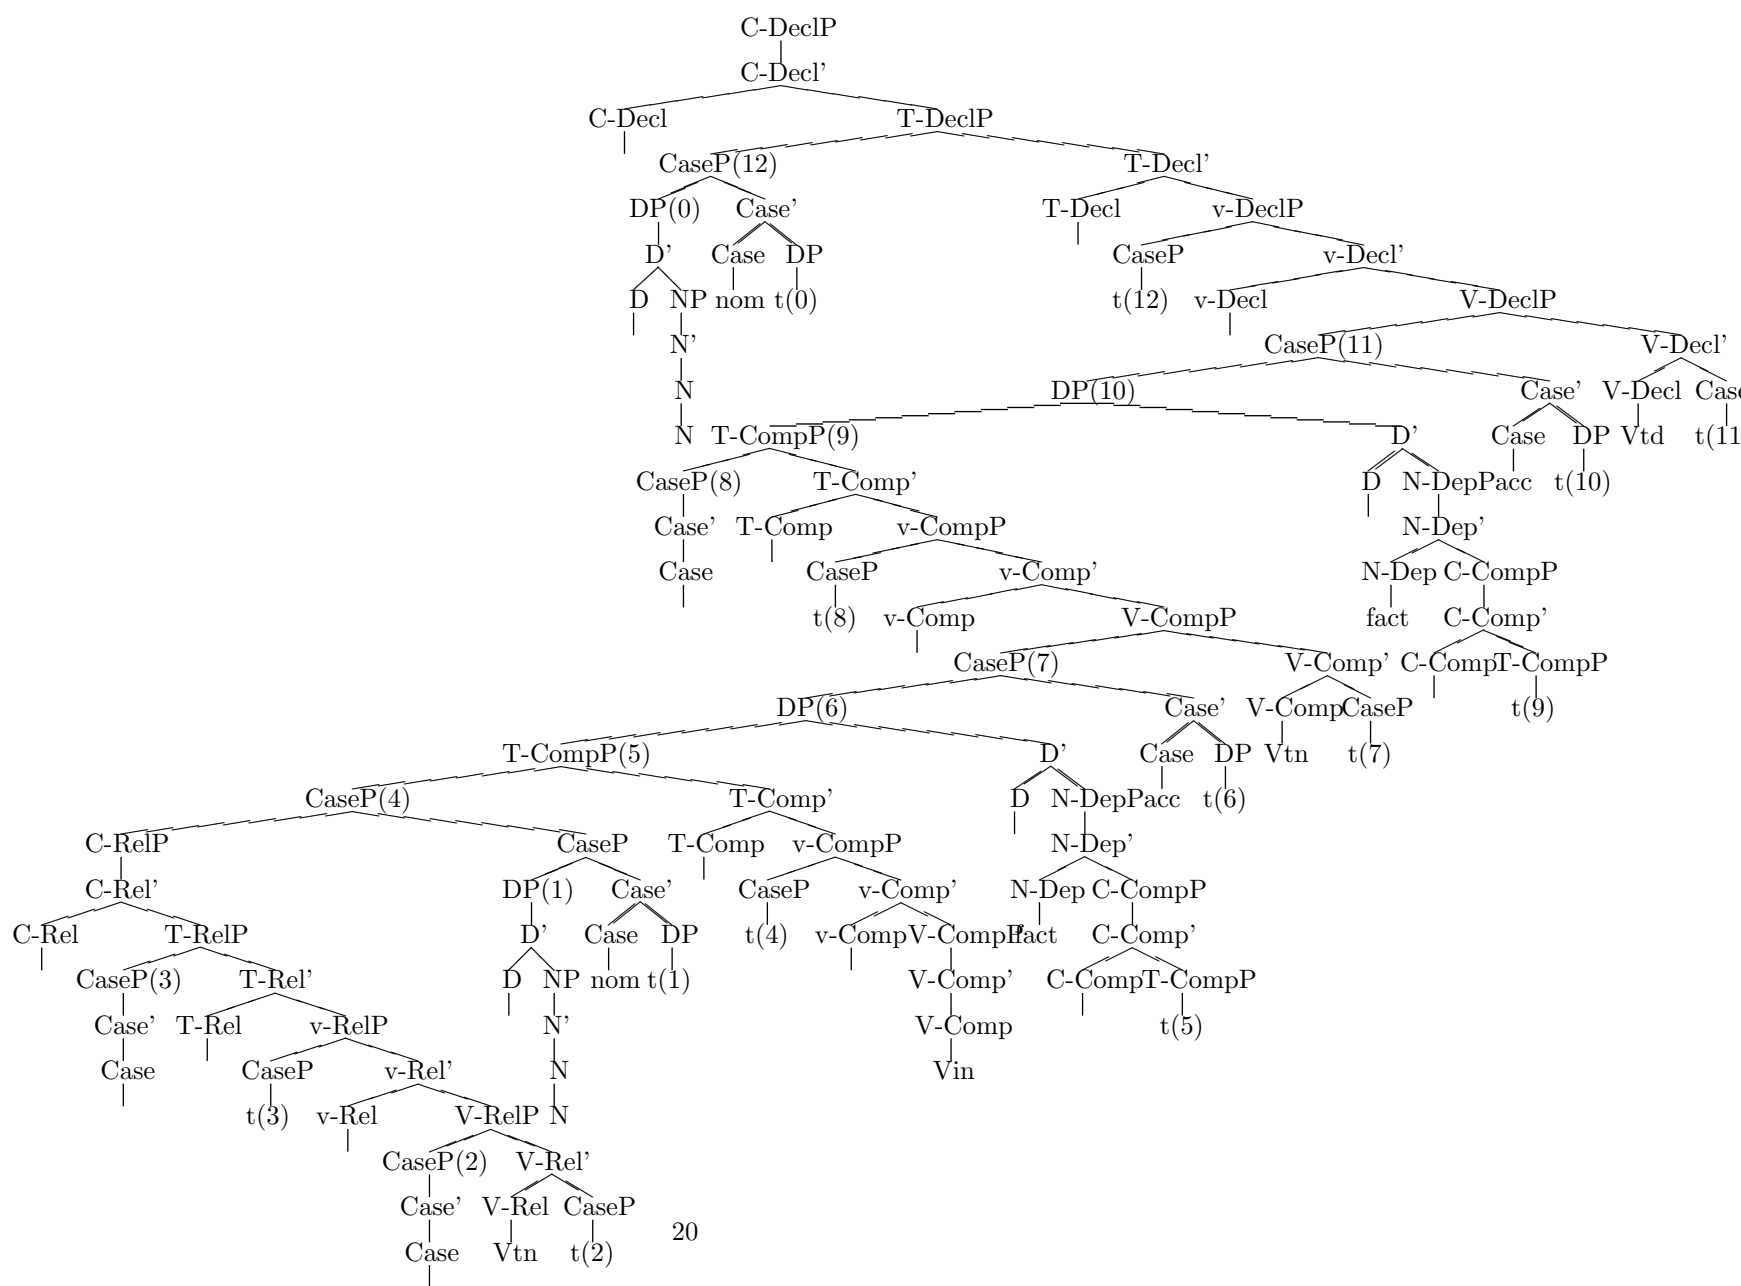 C-DeclP
C-Decl’
C-Decl T-DeclP
CaseP(12) T-Decl’
DP(0) Case’ T-Decl v-DeclP
D’ Case DP CaseP v-Decl’
D NP nom t(0) t(12) v-Decl V-DeclP
N’ CaseP(11) V-Decl’
N DP(10) Case’ V-Decl Case
N T-CompP(9) D’ Case DP Vtd t(11
CaseP(8) T-Comp’ D N-DepP acc t(10)
Case’ T-Comp v-CompP N-Dep’
Case CaseP v-Comp’ N-Dep C-CompP
t(8) v-Comp V-CompP fact C-Comp’
CaseP(7) V-Comp’ C-Comp T-CompP
DP(6) Case’ V-Comp CaseP t(9)
T-CompP(5) D’ Case DP Vtn t(7)
CaseP(4) T-Comp’ D N-DepP acc t(6)
C-RelP CaseP T-Comp v-CompP N-Dep’
C-Rel’ DP(1) Case’ CaseP v-Comp’ N-Dep C-CompP
C-Rel T-RelP D’ Case DP t(4) v-Comp V-CompP fact C-Comp’
CaseP(3) T-Rel’ D NP nom t(1) V-Comp’ C-Comp T-CompP
Case’ T-Rel v-RelP N’ V-Comp t(5)
Case CaseP v-Rel’ N Vin
t(3) v-Rel V-RelP N
CaseP(2) V-Rel’
Case’ V-Rel CaseP
Case Vtn t(2)
20